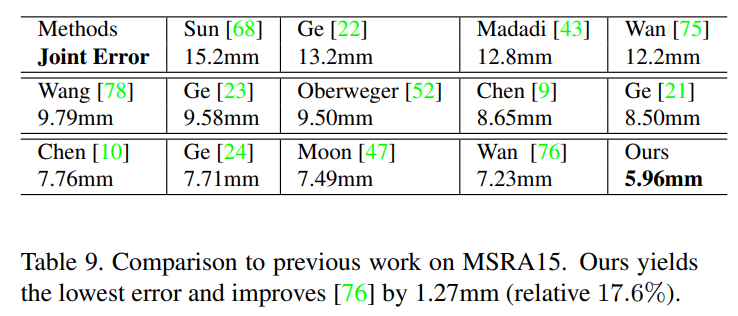 Methods Sun [68] Ge [22] Madadi [43] Wan [75]
Joint Error 15.2mm 13.2mm 12.8mm 12.2mm
Wang [78] Ge [23] Oberweger [52] Chen [9] Ge [21]
9.79mm 9.58mm 9.50mm 8.65mm 8.50mm
Chen [10] Ge [24] Moon [47] Wan [76] Ours
7.76mm 7.71mm 7.49mm 7.23mm 5.96mm
Table 9. Comparison to previous work on MSRA15. Ours yields
the lowest error and improves [76] by 1.27mm (relative 17.6%).